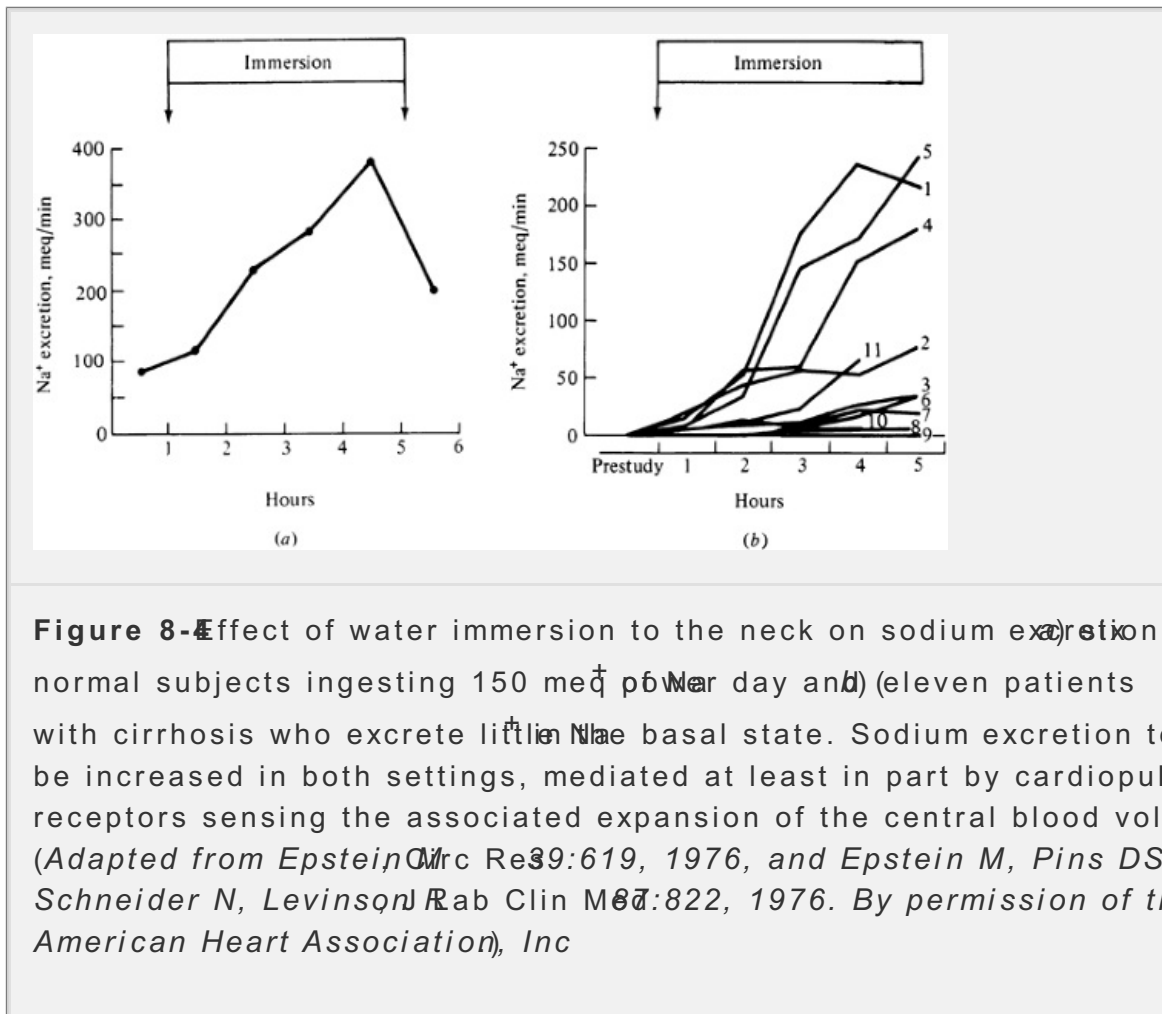 Immersion
Immersion
Na⁺ excretion, meq/min
400
300
200
100
0
1 2 3 4 5 6
Hours
(a)
Na⁺ excretion, meq/min
250
200
150
100
50
0
5
1
4
11
2
3
6
7
10
8
9
Prestudy 1 2 3 4 5
Hours
(b)
Figure 8-4 Effect of water immersion to the neck on sodium excretion a) six
normal subjects ingesting 150 meq of Na⁺ per day and (b) eleven patients
with cirrhosis who excrete little Na⁺ in the basal state. Sodium excretion
be increased in both settings, mediated at least in part by
receptors sensing the associated expansion of the central blood
(Adapted from Epstein M, Circ Res 39:619, 1976, and Epstein M, Pins DS
Schneider N, Levinson R, J Lab Clin Med 87:822, 1976. By permission of
American Heart Association, Inc)